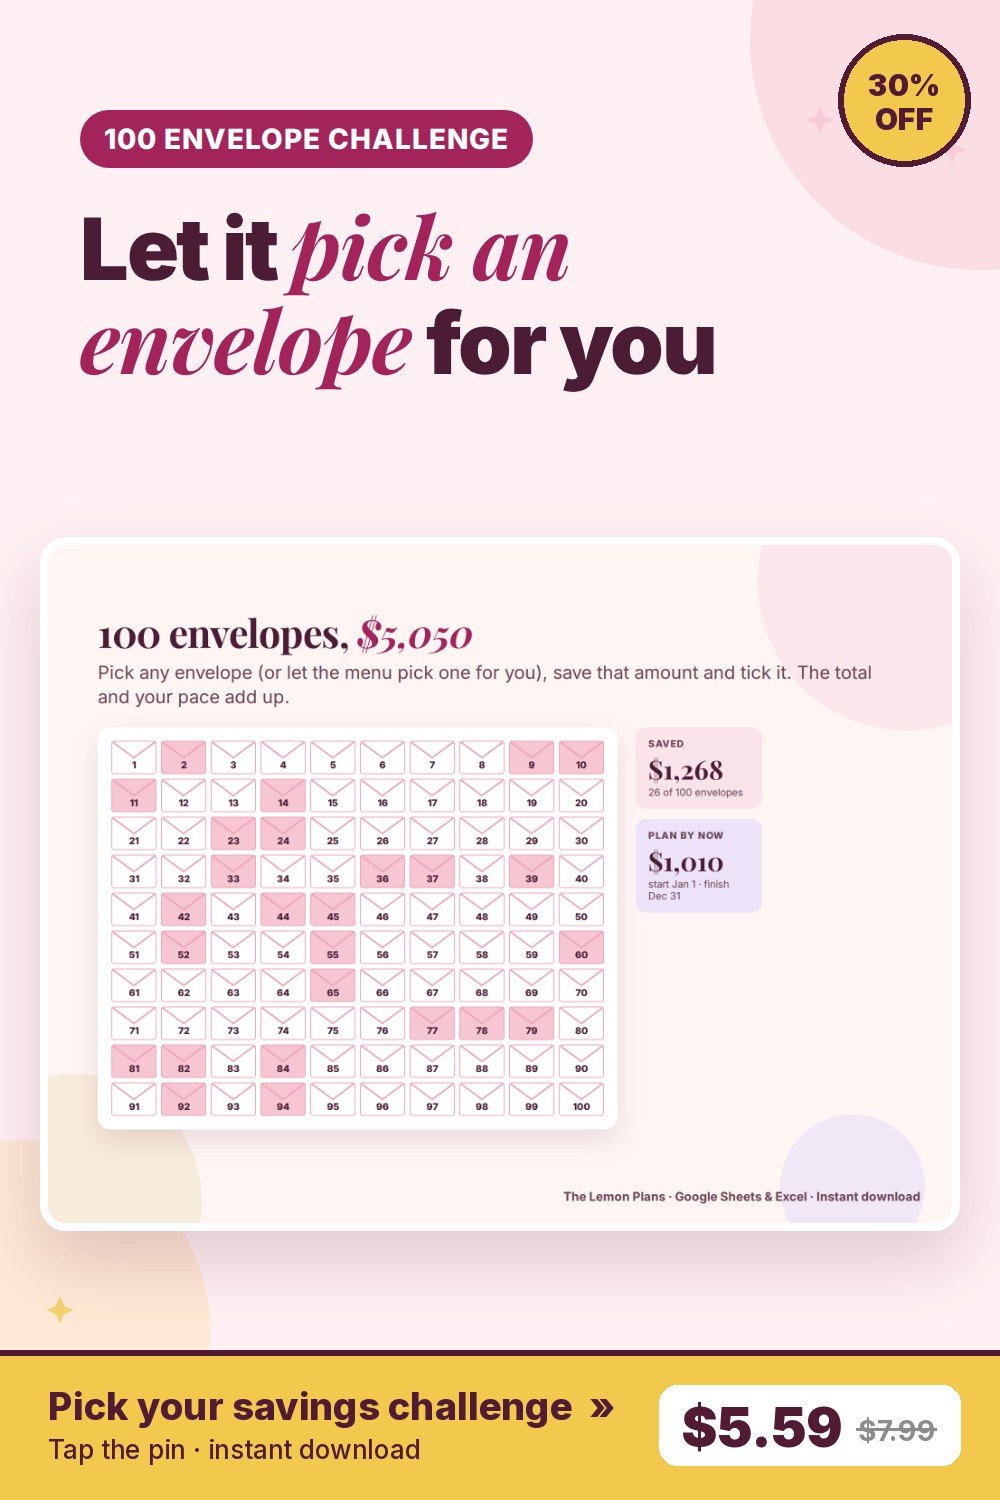 30%
OFF
100 ENVELOPE CHALLENGE
Let it pick an
envelope for you
100 envelopes, $5,050
Pick any envelope (or let the menu pick one for you), save that amount and tick it. The total
and your pace add up.
1 2 3 4 5 6 7 8 9 10
11 12 13 14 15 16 17 18 19 20
21 22 23 24 25 26 27 28 29 30
31 32 33 34 35 36 37 38 39 40
41 42 43 44 45 46 47 48 49 50
51 52 53 54 55 56 57 58 59 60
61 62 63 64 65 66 67 68 69 70
71 72 73 74 75 76 77 78 79 80
81 82 83 84 85 86 87 88 89 90
91 92 93 94 95 96 97 98 99 100
SAVED
$1,268
26 of 100 envelopes
PLAN BY NOW
$1,010
start Jan 1 · finish
Dec 31
The Lemon Plans · Google Sheets & Excel · Instant download
Pick your savings challenge »
Tap the pin · instant download
$5.59 $7.99